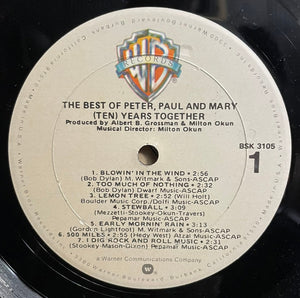 WB
RECORDS
THE BEST OF PETER, PAUL AND MARY
(TEN) YEARS TOGETHER
Produced by Albert B. Grossman & Milton Okun
Musical Director: Milton Okun
BSK 3105
1
1. BLOWIN' IN THE WIND • 2:56
(Bob Dylan) M. Witmark & Sons-ASCAP
2. TOO MUCH OF NOTHING • 2:32
(Bob Dylan) Dwarf Music-ASCAP
3. LEMON TREE • 2:52 (Will Holt)
Boulder Music Corp./Dolfi Music-ASCAP
4. STEWBALL • 3:09
(Mezzetti-Stookey-Okun-Travers)
Pepamar Music-ASCAP
5. EARLY MORNIN' RAIN • 3:11
(Gordon Lightfoot) M. Witmark & Sons-ASCAP
6. 500 MILES • 2:50 (Hedy West) Atzal Music-ASCAP
7. I DIG ROCK AND ROLL MUSIC • 2:31
(Stookey-Mason-Dixon) Pepamar Music-ASCAP
a Warner Communications Company